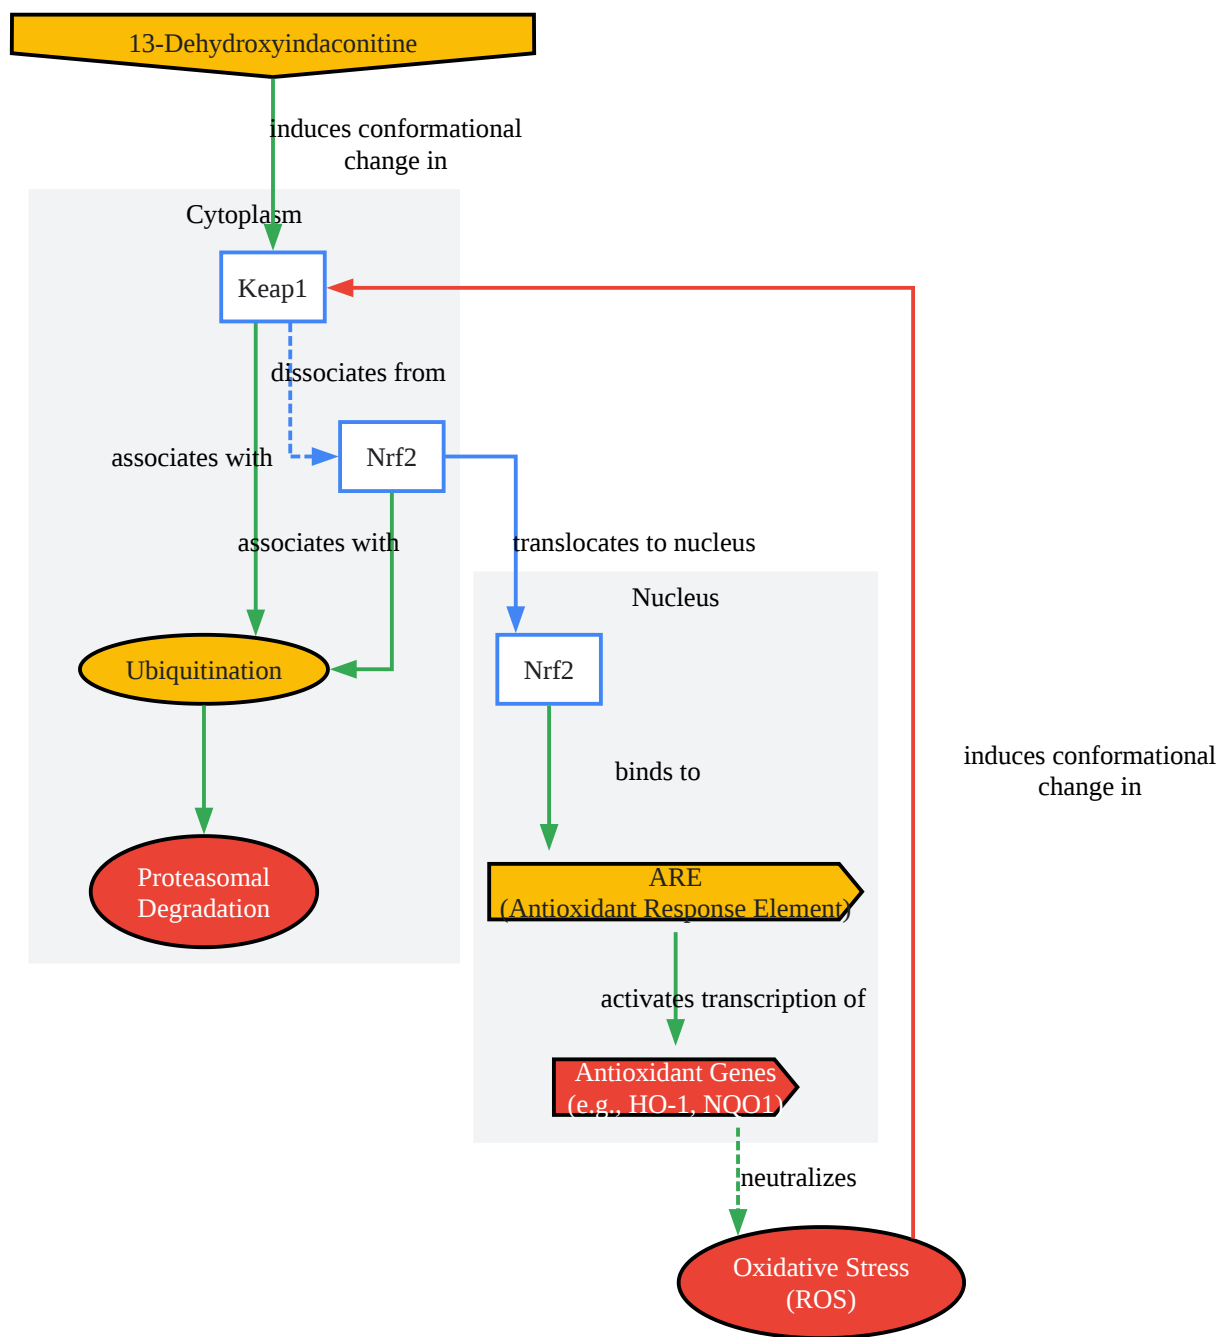 13-Dehydroxyindaconitine
induces conformational
change in
Cytoplasm
Keap1
dissociates from
Nrf2
associates with
associates with
translocates to nucleus
Nucleus
Ubiquitination
Nrf2
induces conformational
change in
binds to
Proteasomal
Degradation
ARE
(Antioxidant Response Element)
activates transcription of
Antioxidant Genes
(e.g., HO-1, NQO1)
neutralizes
Oxidative Stress
(ROS)